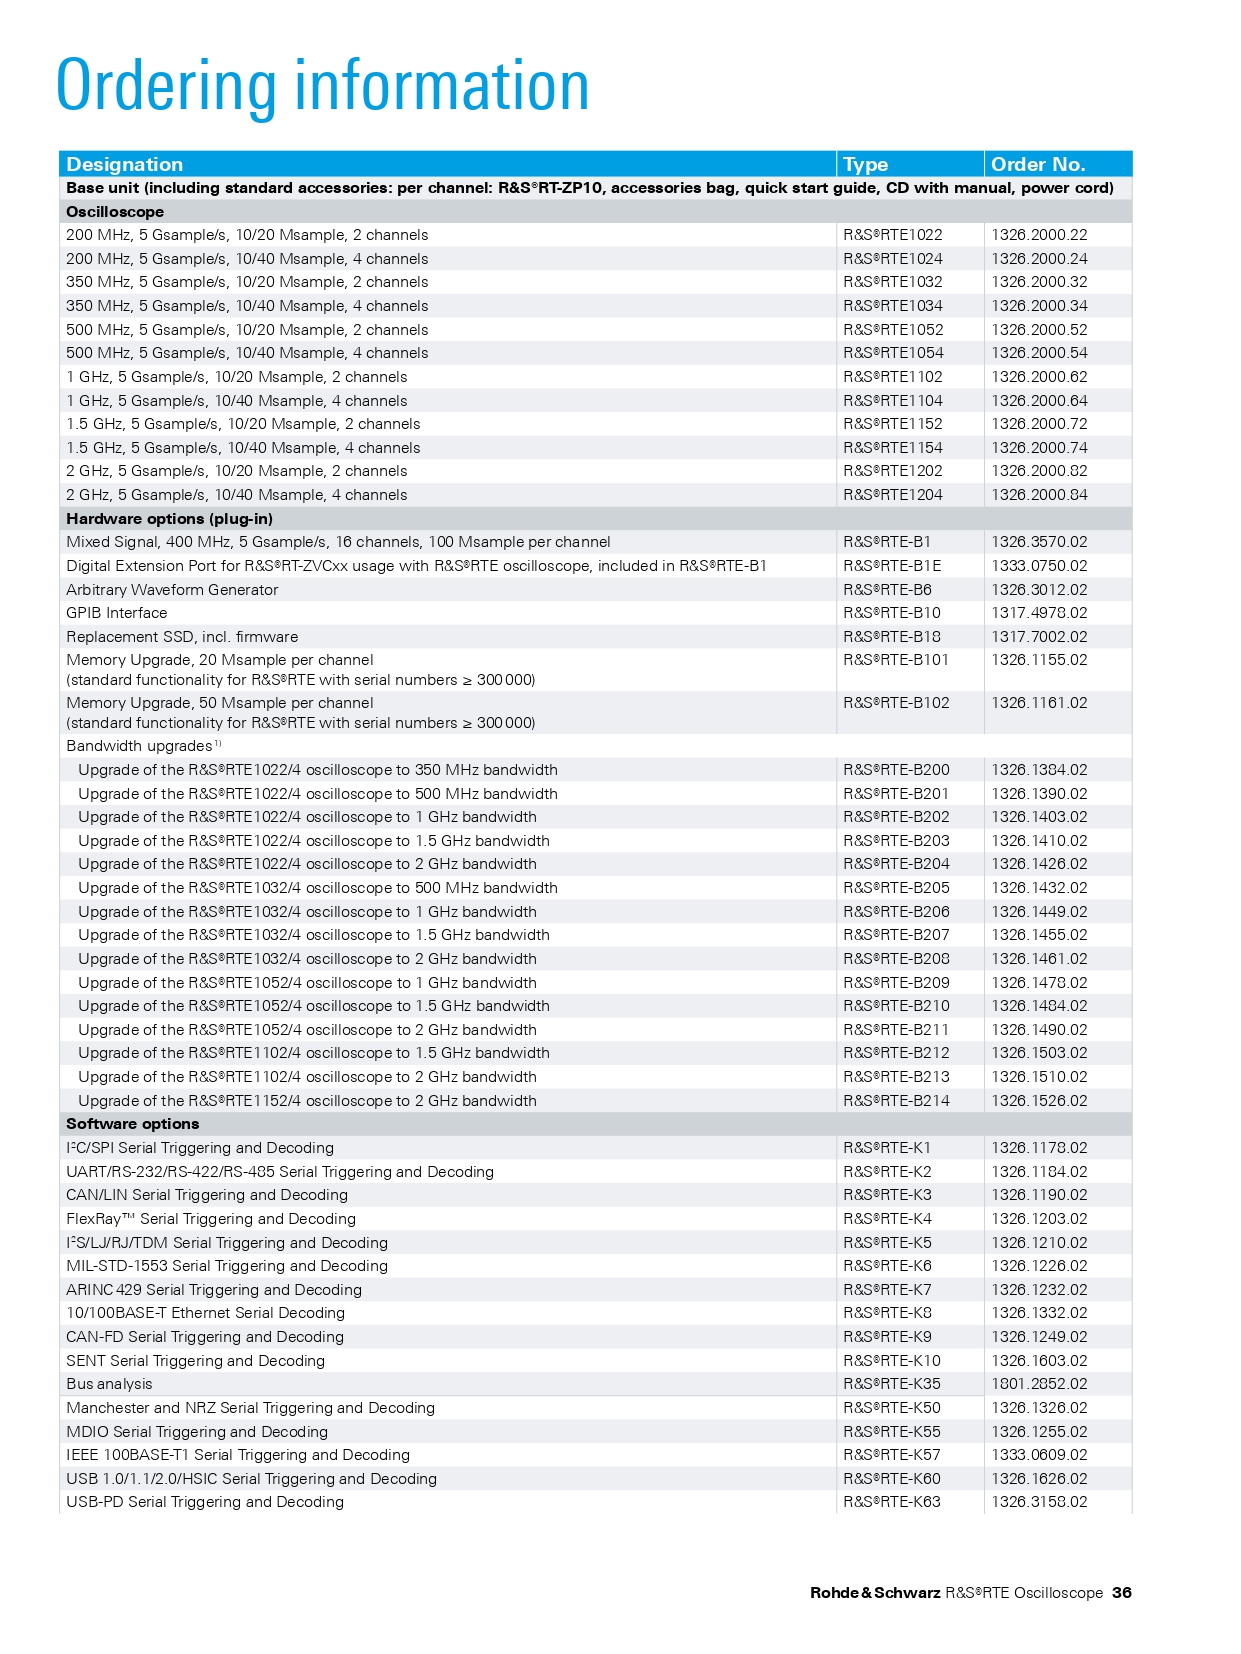 Ordering information
Designation Type Order No.
Base unit (including standard accessories: per channel: R&S®RT-ZP10, accessories bag, quick start guide, CD with manual, power cord)
Oscilloscope
200 MHz, 5 Gsample/s, 10/20 Msample, 2 channels R&S®RTE1022 1326.2000.22
200 MHz, 5 Gsample/s, 10/40 Msample, 4 channels R&S®RTE1024 1326.2000.24
350 MHz, 5 Gsample/s, 10/20 Msample, 2 channels R&S®RTE1032 1326.2000.32
350 MHz, 5 Gsample/s, 10/40 Msample, 4 channels R&S®RTE1034 1326.2000.34
500 MHz, 5 Gsample/s, 10/20 Msample, 2 channels R&S®RTE1052 1326.2000.52
500 MHz, 5 Gsample/s, 10/40 Msample, 4 channels R&S®RTE1054 1326.2000.54
1 GHz, 5 Gsample/s, 10/20 Msample, 2 channels R&S®RTE1102 1326.2000.62
1 GHz, 5 Gsample/s, 10/40 Msample, 4 channels R&S®RTE1104 1326.2000.64
1.5 GHz, 5 Gsample/s, 10/20 Msample, 2 channels R&S®RTE1152 1326.2000.72
1.5 GHz, 5 Gsample/s, 10/40 Msample, 4 channels R&S®RTE1154 1326.2000.74
2 GHz, 5 Gsample/s, 10/20 Msample, 2 channels R&S®RTE1202 1326.2000.82
2 GHz, 5 Gsample/s, 10/40 Msample, 4 channels R&S®RTE1204 1326.2000.84
Hardware options (plug-in)
Mixed Signal, 400 MHz, 5 Gsample/s, 16 channels, 100 Msample per channel R&S®RTE-B1 1326.3570.02
Digital Extension Port for R&S®RT-ZVCxx usage with R&S®RTE oscilloscope, included in R&S®RTE-B1 R&S®RTE-B1E 1333.0750.02
Arbitrary Waveform Generator R&S®RTE-B6 1326.3012.02
GPIB Interface R&S®RTE-B10 1317.4978.02
Replacement SSD, incl. firmware R&S®RTE-B18 1317.7002.02
Memory Upgrade, 20 Msample per channel R&S®RTE-B101 1326.1155.02
(standard functionality for R&S®RTE with serial numbers ≥ 300 000)
Memory Upgrade, 50 Msample per channel R&S®RTE-B102 1326.1161.02
(standard functionality for R&S®RTE with serial numbers ≥ 300 000)
Bandwidth upgrades 1)
Upgrade of the R&S®RTE1022/4 oscilloscope to 350 MHz bandwidth R&S®RTE-B200 1326.1384.02
Upgrade of the R&S®RTE1022/4 oscilloscope to 500 MHz bandwidth R&S®RTE-B201 1326.1390.02
Upgrade of the R&S®RTE1022/4 oscilloscope to 1 GHz bandwidth R&S®RTE-B202 1326.1403.02
Upgrade of the R&S®RTE1022/4 oscilloscope to 1.5 GHz bandwidth R&S®RTE-B203 1326.1410.02
Upgrade of the R&S®RTE1022/4 oscilloscope to 2 GHz bandwidth R&S®RTE-B204 1326.1426.02
Upgrade of the R&S®RTE1032/4 oscilloscope to 500 MHz bandwidth R&S®RTE-B205 1326.1432.02
Upgrade of the R&S®RTE1032/4 oscilloscope to 1 GHz bandwidth R&S®RTE-B206 1326.1449.02
Upgrade of the R&S®RTE1032/4 oscilloscope to 1.5 GHz bandwidth R&S®RTE-B207 1326.1455.02
Upgrade of the R&S®RTE1032/4 oscilloscope to 2 GHz bandwidth R&S®RTE-B208 1326.1461.02
Upgrade of the R&S®RTE1052/4 oscilloscope to 1 GHz bandwidth R&S®RTE-B209 1326.1478.02
Upgrade of the R&S®RTE1052/4 oscilloscope to 1.5 GHz bandwidth R&S®RTE-B210 1326.1484.02
Upgrade of the R&S®RTE1052/4 oscilloscope to 2 GHz bandwidth R&S®RTE-B211 1326.1490.02
Upgrade of the R&S®RTE1102/4 oscilloscope to 1.5 GHz bandwidth R&S®RTE-B212 1326.1503.02
Upgrade of the R&S®RTE1102/4 oscilloscope to 2 GHz bandwidth R&S®RTE-B213 1326.1510.02
Upgrade of the R&S®RTE1152/4 oscilloscope to 2 GHz bandwidth R&S®RTE-B214 1326.1526.02
Software options
I²C/SPI Serial Triggering and Decoding R&S®RTE-K1 1326.1178.02
UART/RS-232/RS-422/RS-485 Serial Triggering and Decoding R&S®RTE-K2 1326.1184.02
CAN/LIN Serial Triggering and Decoding R&S®RTE-K3 1326.1190.02
FlexRay™ Serial Triggering and Decoding R&S®RTE-K4 1326.1203.02
I²S/LJ/RJ/TDM Serial Triggering and Decoding R&S®RTE-K5 1326.1210.02
MIL-STD-1553 Serial Triggering and Decoding R&S®RTE-K6 1326.1226.02
ARINC 429 Serial Triggering and Decoding R&S®RTE-K7 1326.1232.02
10/100BASE-T Ethernet Serial Decoding R&S®RTE-K8 1326.1332.02
CAN-FD Serial Triggering and Decoding R&S®RTE-K9 1326.1249.02
SENT Serial Triggering and Decoding R&S®RTE-K10 1326.1603.02
Bus analysis R&S®RTE-K35 1801.2852.02
Manchester and NRZ Serial Triggering and Decoding R&S®RTE-K50 1326.1326.02
MDIO Serial Triggering and Decoding R&S®RTE-K55 1326.1255.02
IEEE 100BASE-T1 Serial Triggering and Decoding R&S®RTE-K57 1333.0609.02
USB 1.0/1.1/2.0/HSIC Serial Triggering and Decoding R&S®RTE-K60 1326.1626.02
USB-PD Serial Triggering and Decoding R&S®RTE-K63 1326.3158.02
Rohde & Schwarz R&S®RTE Oscilloscope 36